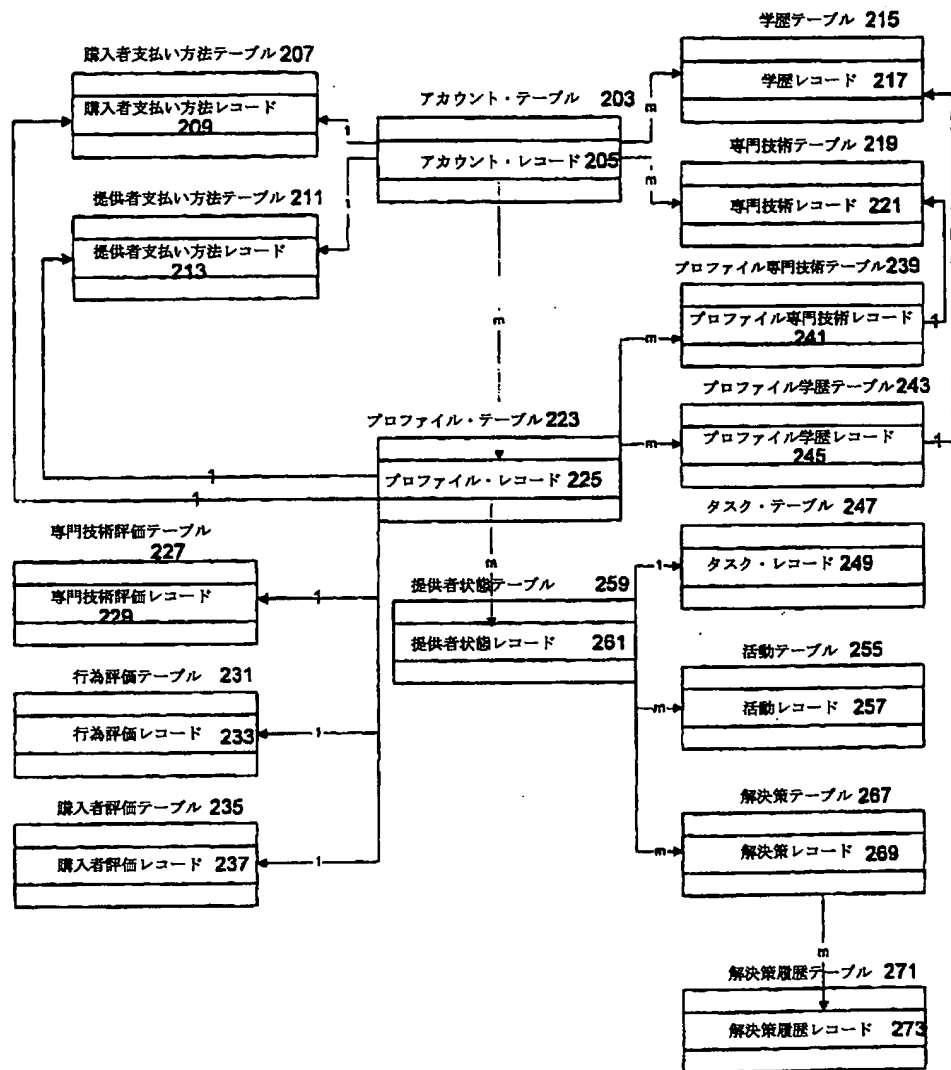 学歴テーブル 215
学歴レコード 217
購入者支払い方法テーブル 207
購入者支払い方法レコード
209
アカウント・テーブル 203
アカウント・レコード 205
1
1
m
m
専門技術テーブル 219
専門技術レコード 221
提供者支払い方法テーブル 211
提供者支払い方法レコード
213
プロファイル専門技術テーブル 239
プロファイル専門技術レコード
241
m
m
1
プロファイル学歴テーブル 243
プロファイル学歴レコード
245
m
1
プロファイル・テーブル 223
プロファイル・レコード 225
1
1
タスク・テーブル 247
タスク・レコード 249
専門技術評価テーブル
227
専門技術評価レコード
229
1
m
1
提供者状態テーブル 259
提供者状態レコード 261
活動テーブル 255
活動レコード 257
m
行為評価テーブル 231
行為評価レコード 233
1
購入者評価テーブル 235
購入者評価レコード 237
1
解決策テーブル 267
解決策レコード 269
m
m
解決策履歴テーブル 271
解決策履歴レコード 273